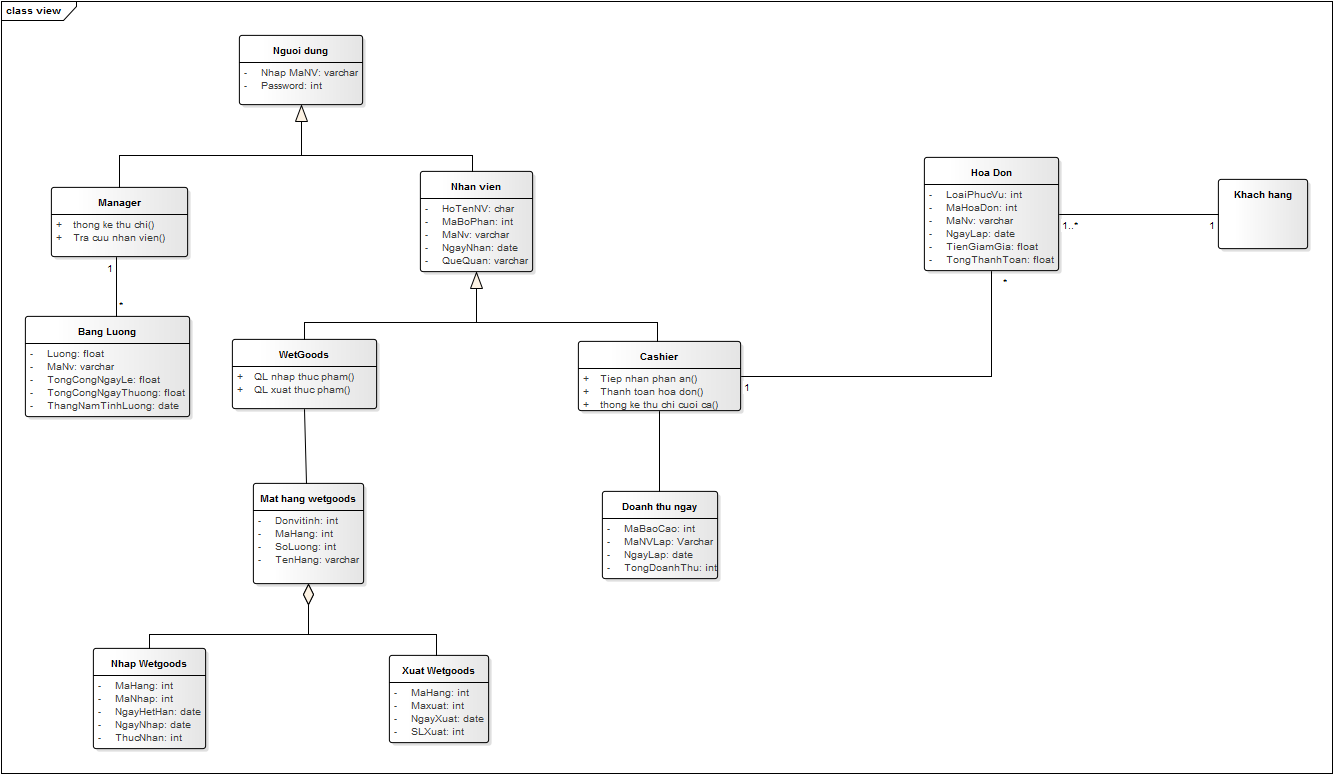 class view
Nguoi dung
- Nhap MaNV: varchar
- Password: int
Manager
+ thong ke thu chi()
+ Tra cuu nhan vien()
Nhan vien
- HoTenNV: char
- MaBoPhan: int
- MaNv: varchar
- NgayNhan: date
- QueQuan: varchar
Hoa Don
- LoaiPhucVu: int
- MaHoaDon: int
- MaNv: varchar
- NgayLap: date
- TienGiamGia: float
- TongThanhToan: float
1..*
1
Khach hang
1
*
*
1
Bang Luong
- Luong: float
- MaNv: varchar
- TongCongNgayLe: float
- TongCongNgayThuong: float
- ThangNamTinhLuong: date
WetGoods
+ QL nhap thuc pham()
+ QL xuat thuc pham()
Cashier
+ Tiep nhan phan an()
+ Thanh toan hoa don()
+ thong ke thu chi cuoi ca()
Mat hang wetgoods
- Donvitinh: int
- MaHang: int
- SoLuong: int
- TenHang: varchar
Doanh thu ngay
- MaBaoCao: int
- MaNVLap: Varchar
- NgayLap: date
- TongDoanhThu: int
Nhap Wetgoods
- MaHang: int
- MaNhap: int
- NgayHetHan: date
- NgayNhap: date
- ThucNhan: int
Xuat Wetgoods
- MaHang: int
- Maxuat: int
- NgayXuat: date
- SLXuat: int